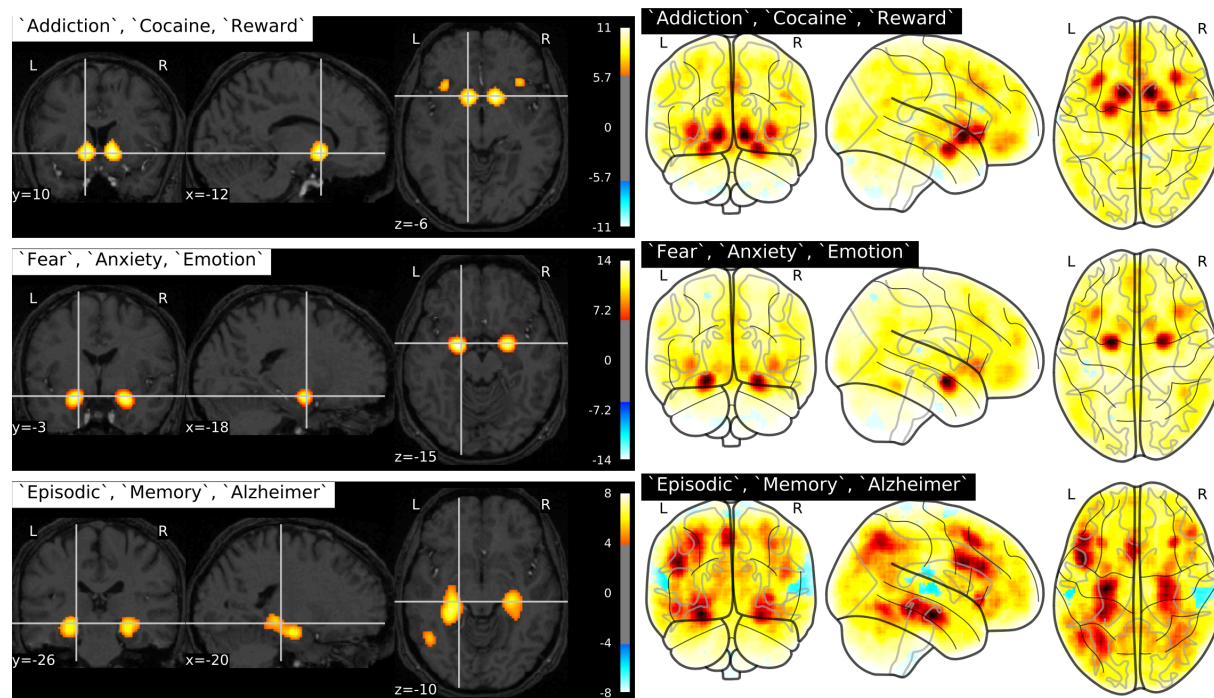 `Addiction`, `Cocaine, `Reward`
L R
L R
y=10
x=-12
z=-6
11
5.7
0
-5.7
-11
`Addiction`, `Cocaine`, `Reward`
L R
L R
`Fear`, `Anxiety, `Emotion`
L R
L R
y=-3
x=-18
z=-15
14
7.2
0
-7.2
-14
`Fear`, `Anxiety`, `Emotion`
L R
L R
`Episodic`, `Memory`, `Alzheimer`
L R
L R
y=-26
x=-20
z=-10
8
4
0
-4
-8
`Episodic`, `Memory`, `Alzheimer`
L R
L R